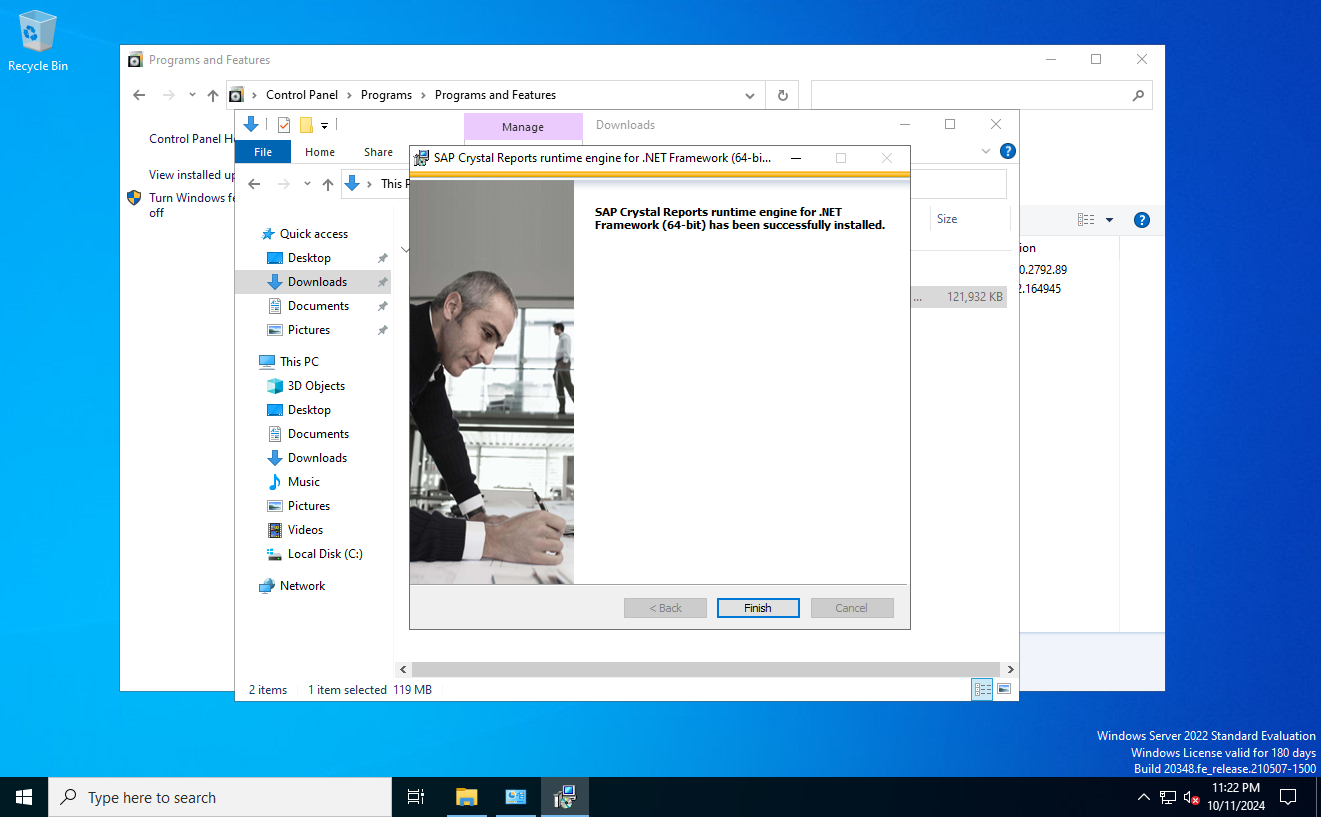 Recycle Bin
Programs and Features
Control Panel
Programs
Programs and Features
Control Panel H
View installed up
Turn Windows fe
off
Manage
Downloads
File
Home
Share
This P
Size
SAP Crystal Reports runtime engine for .NET Framework (64-bi...
SAP Crystal Reports runtime engine for .NET
Framework (64-bit) has been successfully installed.
Quick access
Desktop
Downloads
Documents
Pictures
This PC
3D Objects
Desktop
Documents
Downloads
Music
Pictures
Videos
Local Disk (C:)
Network
ion
0.2792.89
2.164945
... 121,932 KB
< Back
Finish
Cancel
2 items
1 item selected 119 MB
Windows Server 2022 Standard Evaluation
Windows License valid for 180 days
Build 20348.fe_release.210507-1500
Type here to search
11:22 PM
10/11/2024